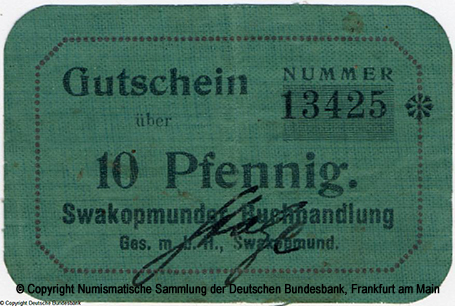 Gutschein
NUMMER
13425
über
10 Pfennig.
Swakopmunder Buchhandlung
Ges. m. b. H., Swakopmund.
© Copyright Numismatische Sammlung der Deutschen Bundesbank, Frankfurt am Main
© Copyright Deutsche Bundesbank